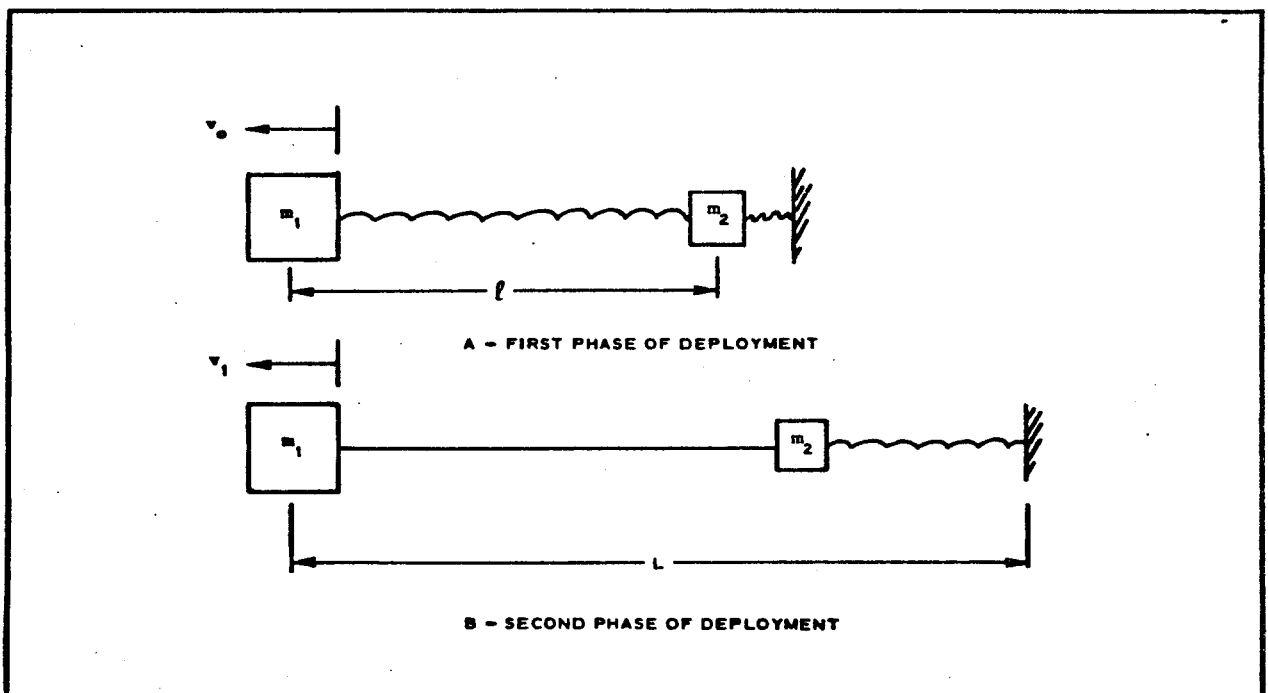 v₀
m₁
m₂
ℓ
A – FIRST PHASE OF DEPLOYMENT
v₁
m₁
m₂
L
B – SECOND PHASE OF DEPLOYMENT